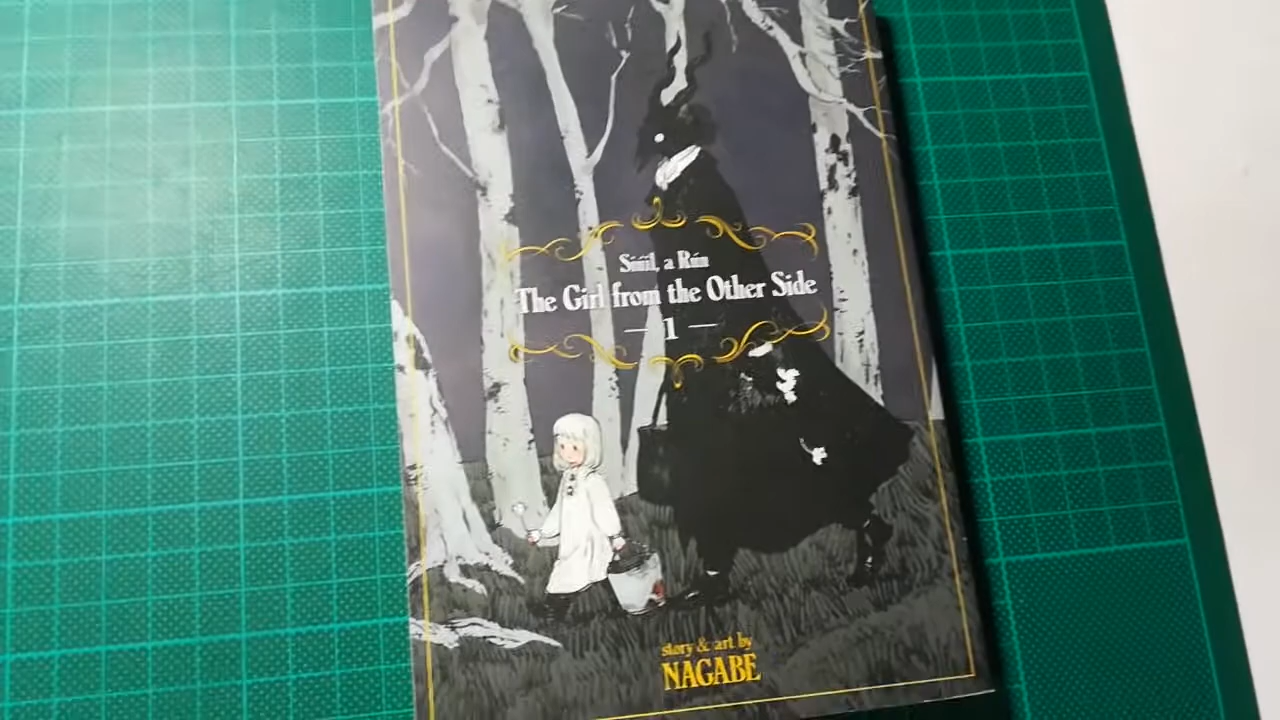 Siúil, a Rún
The Girl from the Other Side
— 1 —
story & art by
NAGABE